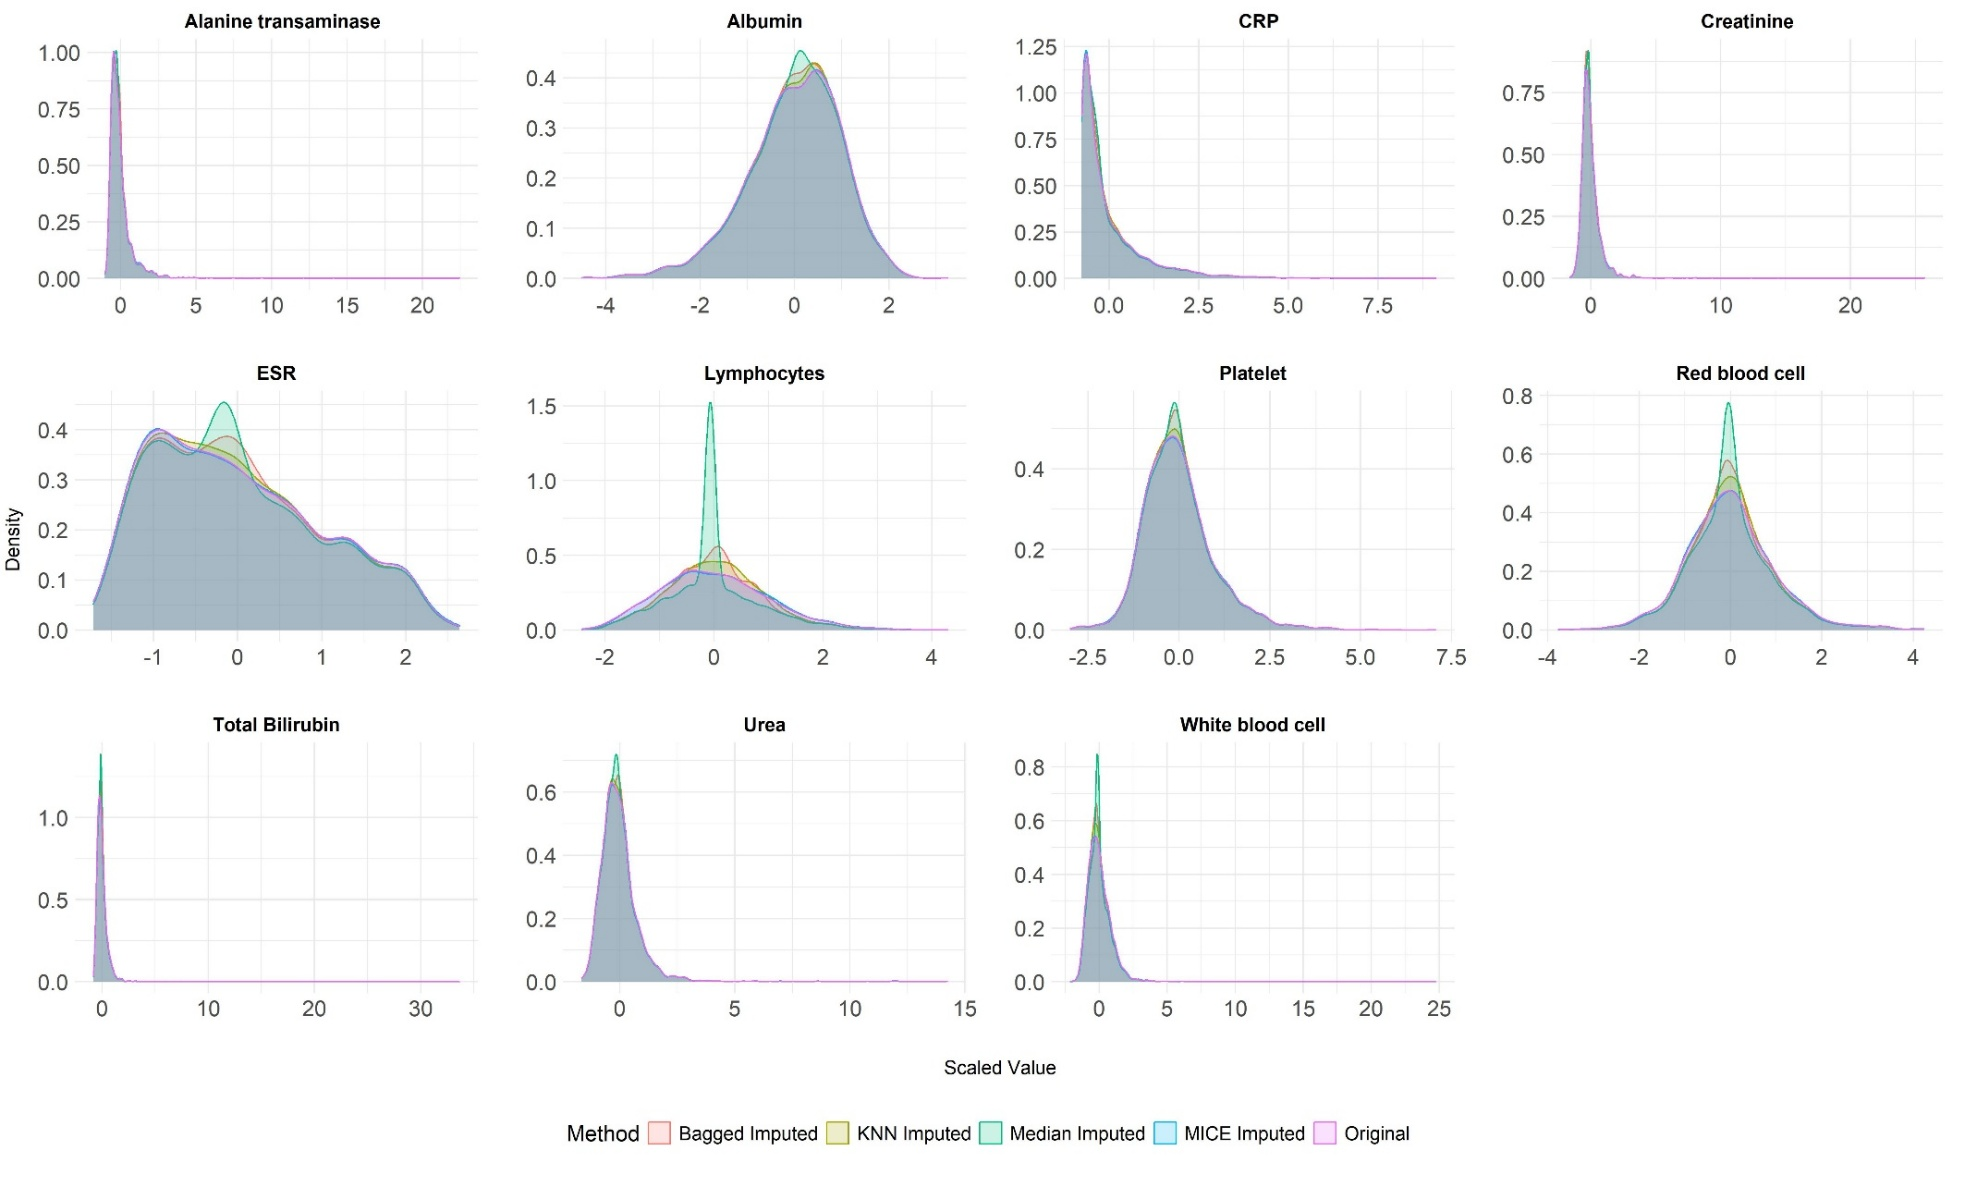 Alanine transaminase Albumin CRP Creatinine
1.00 0.75 0.50 0.25 0.00
0 5 10 15 20
0.4 0.3 0.2 0.1 0.0
-4 -2 0 2
1.25 1.00 0.75 0.50 0.25 0.00
0.0 2.5 5.0 7.5
0.75 0.50 0.25 0.00
0 10 20
ESR Lymphocytes Platelet Red blood cell
Density
0.4 0.3 0.2 0.1 0.0
-1 0 1 2
1.5 1.0 0.5 0.0
-2 0 2 4
0.4 0.2 0.0
-2.5 0.0 2.5 5.0 7.5
0.8 0.6 0.4 0.2 0.0
-4 -2 0 2 4
Total Bilirubin Urea White blood cell
1.0 0.5 0.0
0 10 20 30
0.6 0.4 0.2 0.0
0 5 10 15
0.8 0.6 0.4 0.2 0.0
0 5 10 15 20 25
Scaled Value
Method Bagged Imputed KNN Imputed Median Imputed MICE Imputed Original